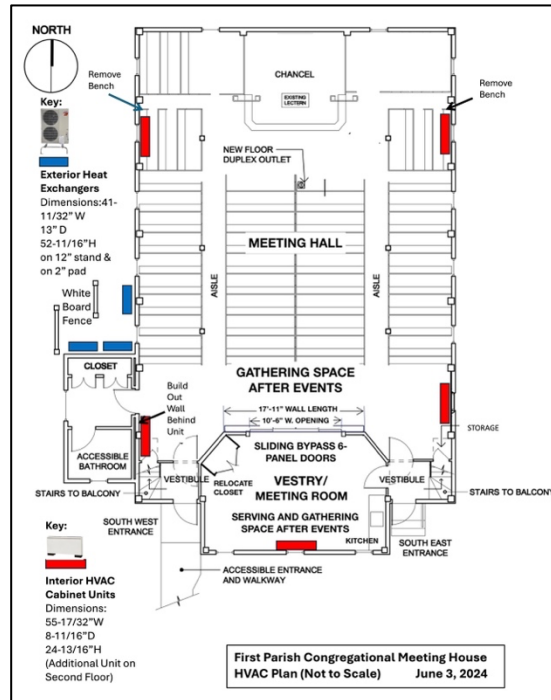 NORTH
Key:
Exterior Heat
Exchangers
Dimensions:41-
11/32” W
13” D
52-11/16”H
on 12” stand &
on 2” pad
Remove
Bench
CHANCEL
EXISTING
LECTERN
Remove
Bench
NEW FLOOR
DUPLEX OUTLET
MEETING HALL
AISLE
AISLE
White
Board
Fence
CLOSET
Build
Out
Wall
Behind
Unit
GATHERING SPACE
AFTER EVENTS
17'-11" WALL LENGTH
10'-6" W. OPENING
STORAGE
ACCESSIBLE
BATHROOM
SLIDING BYPASS 6-
PANEL DOORS
VESTIBULE
RELOCATE
CLOSET
VESTRY/
MEETING ROOM
VESTIBULE
STAIRS TO BALCONY
STAIRS TO BALCONY
SERVING AND GATHERING
SPACE AFTER EVENTS
KITCHEN
SOUTH WEST
ENTRANCE
SOUTH EAST
ENTRANCE
ACCESSIBLE ENTRANCE
AND WALKWAY
Key:
Interior HVAC
Cabinet Units
Dimensions:
55-17/32”W
8-11/16”D
24-13/16”H
(Additional Unit on
Second Floor)
First Parish Congregational Meeting House
HVAC Plan (Not to Scale) June 3, 2024